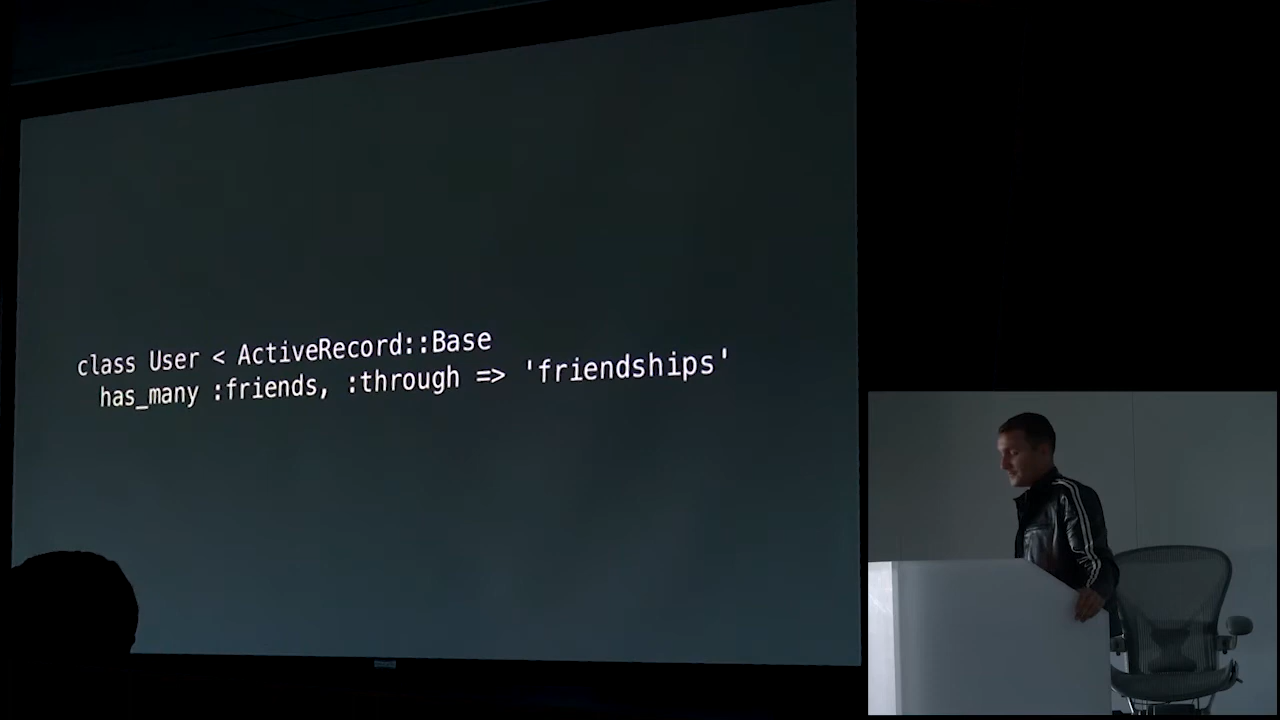 class User < ActiveRecord::Base
has_many :friends, :through => 'friendships'